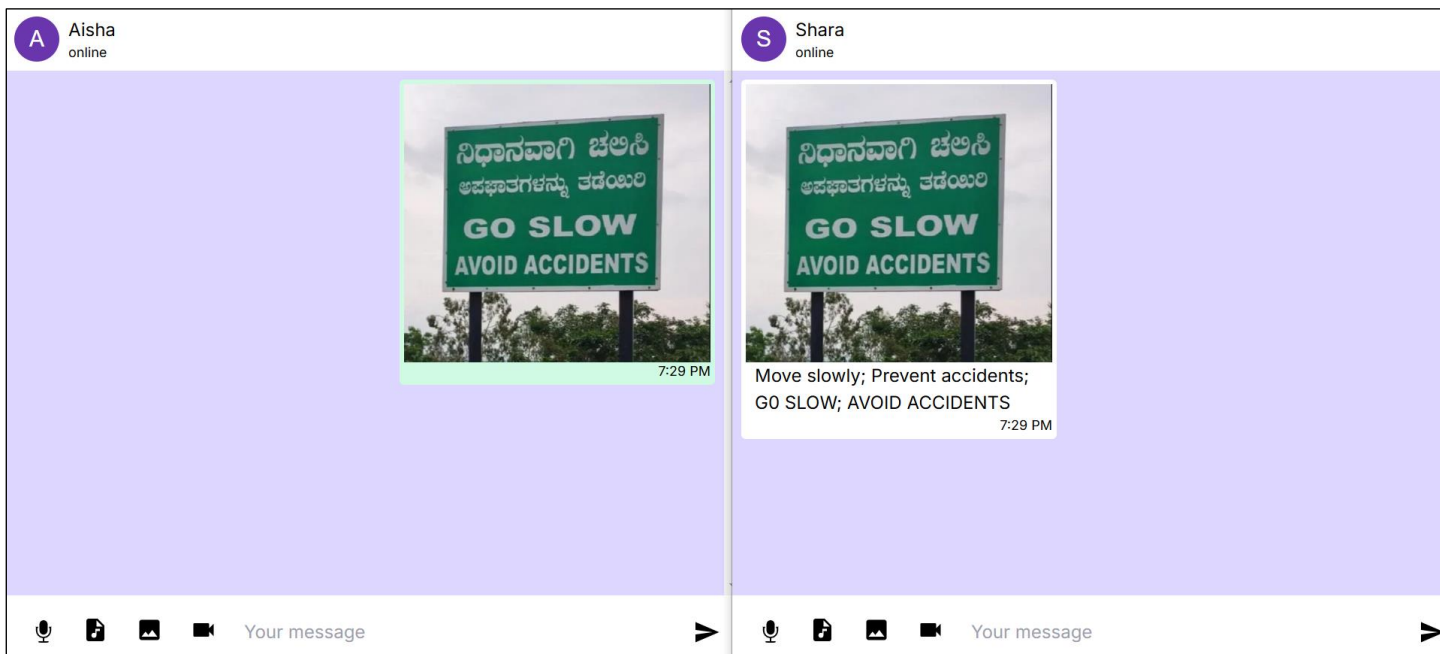 A
Aisha
online
ನಿಧಾನವಾಗಿ ಚಲಿಸಿ
ಅಪಘಾತಗಳನ್ನು ತಡೆಯಿರಿ
GO SLOW
AVOID ACCIDENTS
7:29 PM
Your message
S
Shara
online
ನಿಧಾನವಾಗಿ ಚಲಿಸಿ
ಅಪಘಾತಗಳನ್ನು ತಡೆಯಿರಿ
GO SLOW
AVOID ACCIDENTS
Move slowly; Prevent accidents;
G0 SLOW; AVOID ACCIDENTS
7:29 PM
Your message